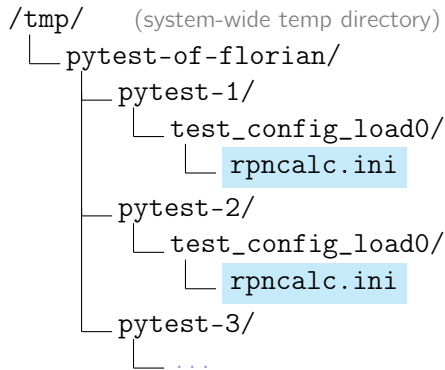 /tmp/ (system-wide temp directory)
pytest-of-florian/
pytest-1/
test_config_load0/
rpncalc.ini
pytest-2/
test_config_load0/
rpncalc.ini
pytest-3/
...